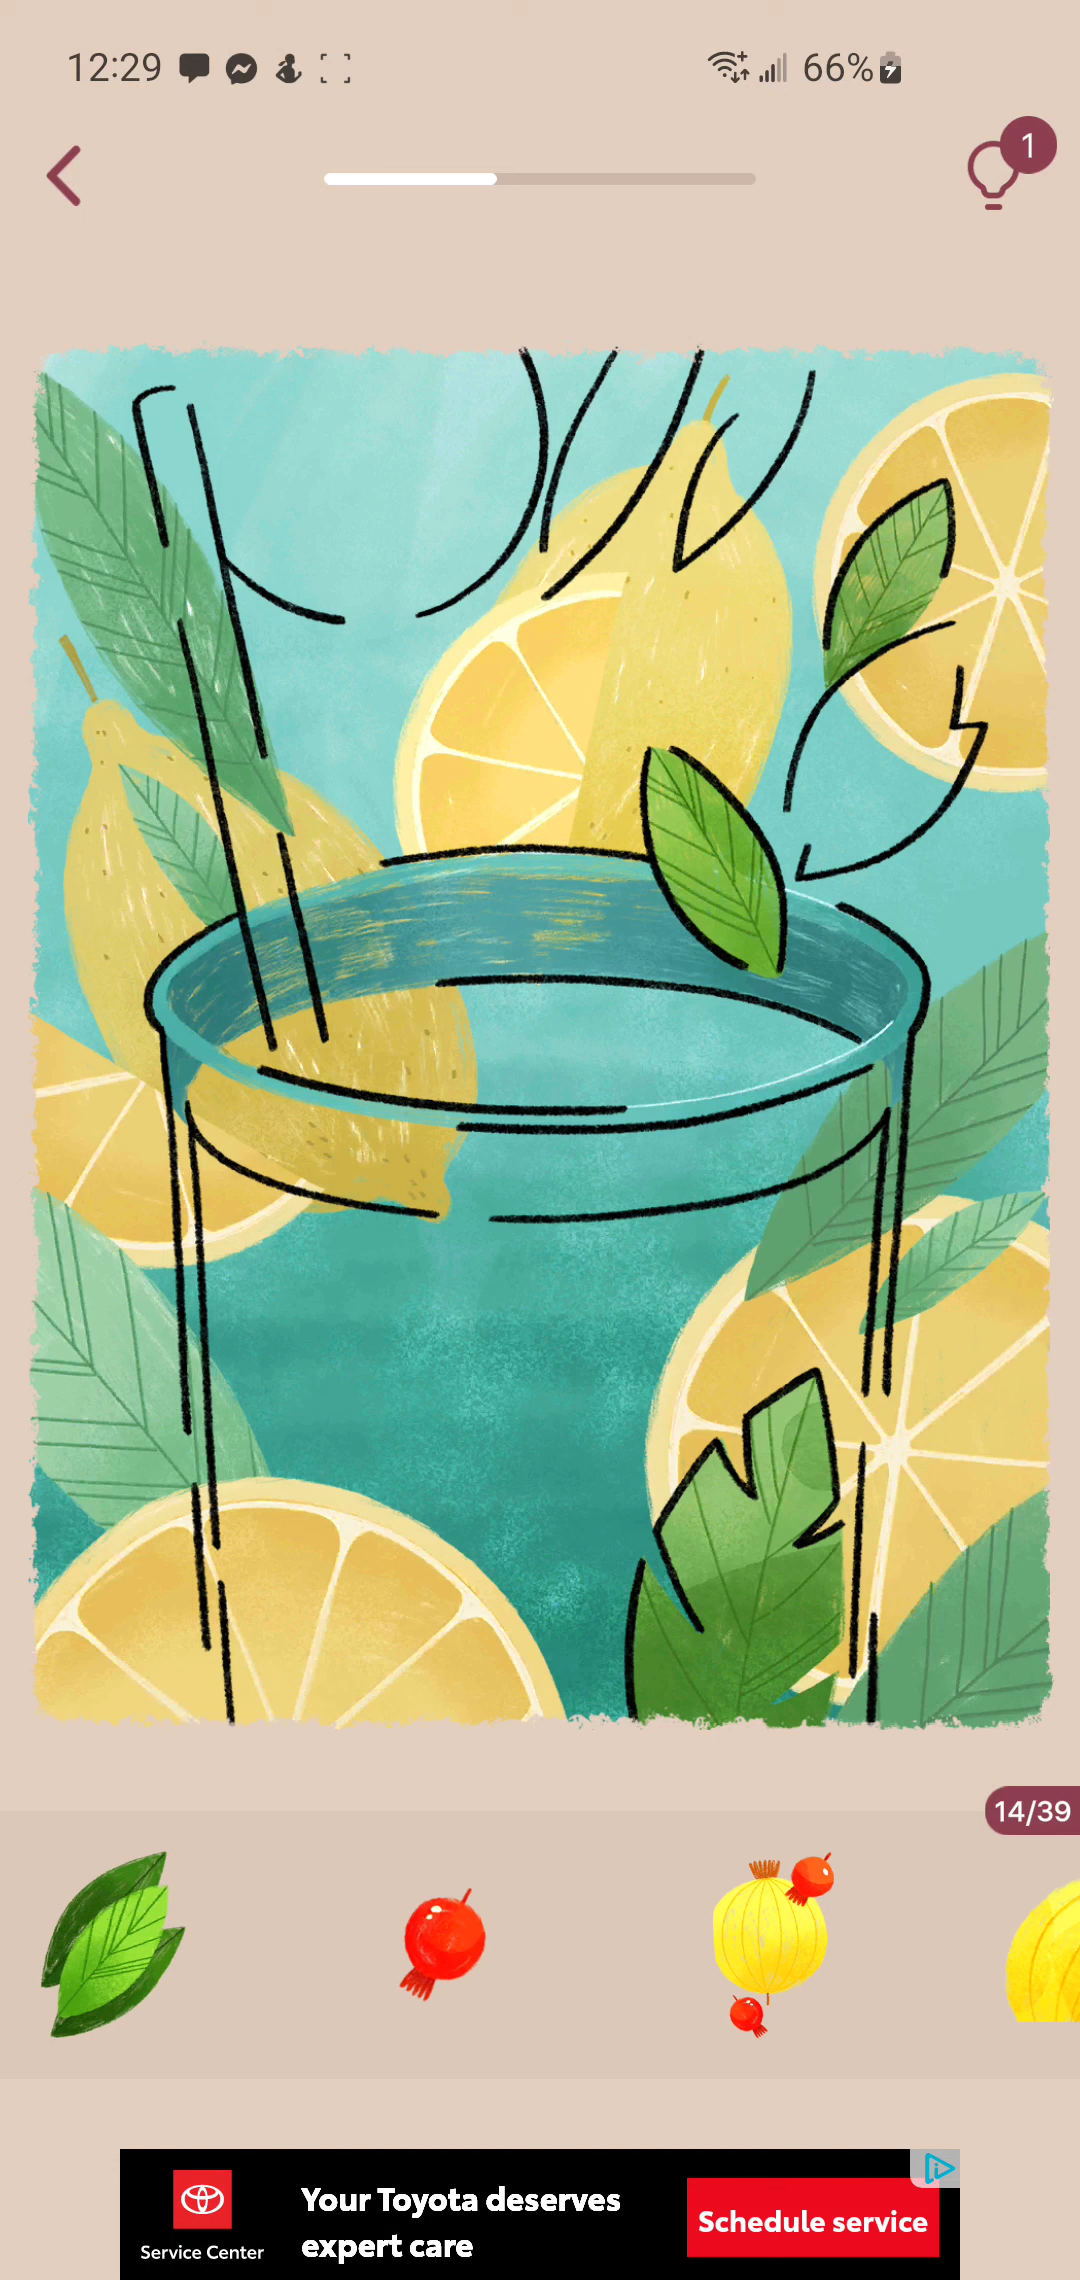 12:29
66%
1
14/39
Your Toyota deserves
expert care
Schedule service
Service Center